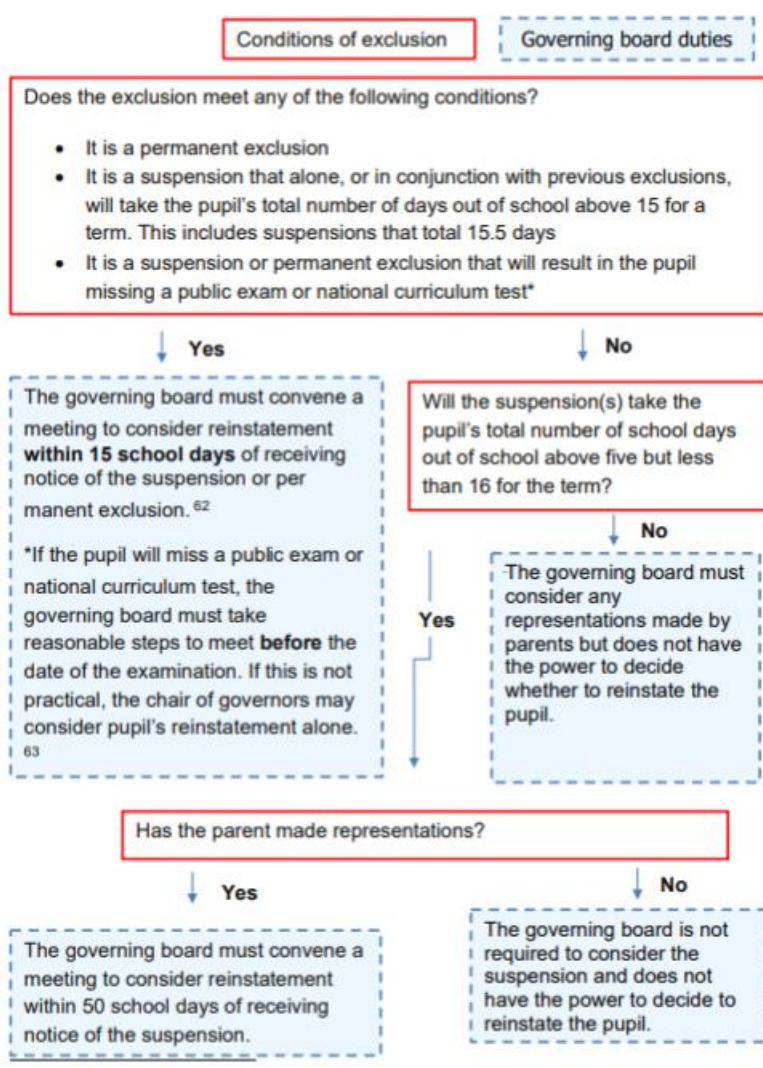 Conditions of exclusion
Governing board duties
Does the exclusion meet any of the following conditions?
• It is a permanent exclusion
• It is a suspension that alone, or in conjunction with previous exclusions,
will take the pupil's total number of days out of school above 15 for a
term. This includes suspensions that total 15.5 days
• It is a suspension or permanent exclusion that will result in the pupil
missing a public exam or national curriculum test*
Yes
No
The governing board must convene a
meeting to consider reinstatement
within 15 school days of receiving
notice of the suspension or per
manent exclusion. 62
*If the pupil will miss a public exam or
national curriculum test, the
governing board must take
reasonable steps to meet before the
date of the examination. If this is not
practical, the chair of governors may
consider pupil's reinstatement alone.
63
Will the suspension(s) take the
pupil's total number of school days
out of school above five but less
than 16 for the term?
No
Yes
The governing board must
consider any
representations made by
parents but does not have
the power to decide
whether to reinstate the
pupil.
Has the parent made representations?
Yes
No
The governing board must convene a
meeting to consider reinstatement
within 50 school days of receiving
notice of the suspension.
The governing board is not
required to consider the
suspension and does not
have the power to decide to
reinstate the pupil.